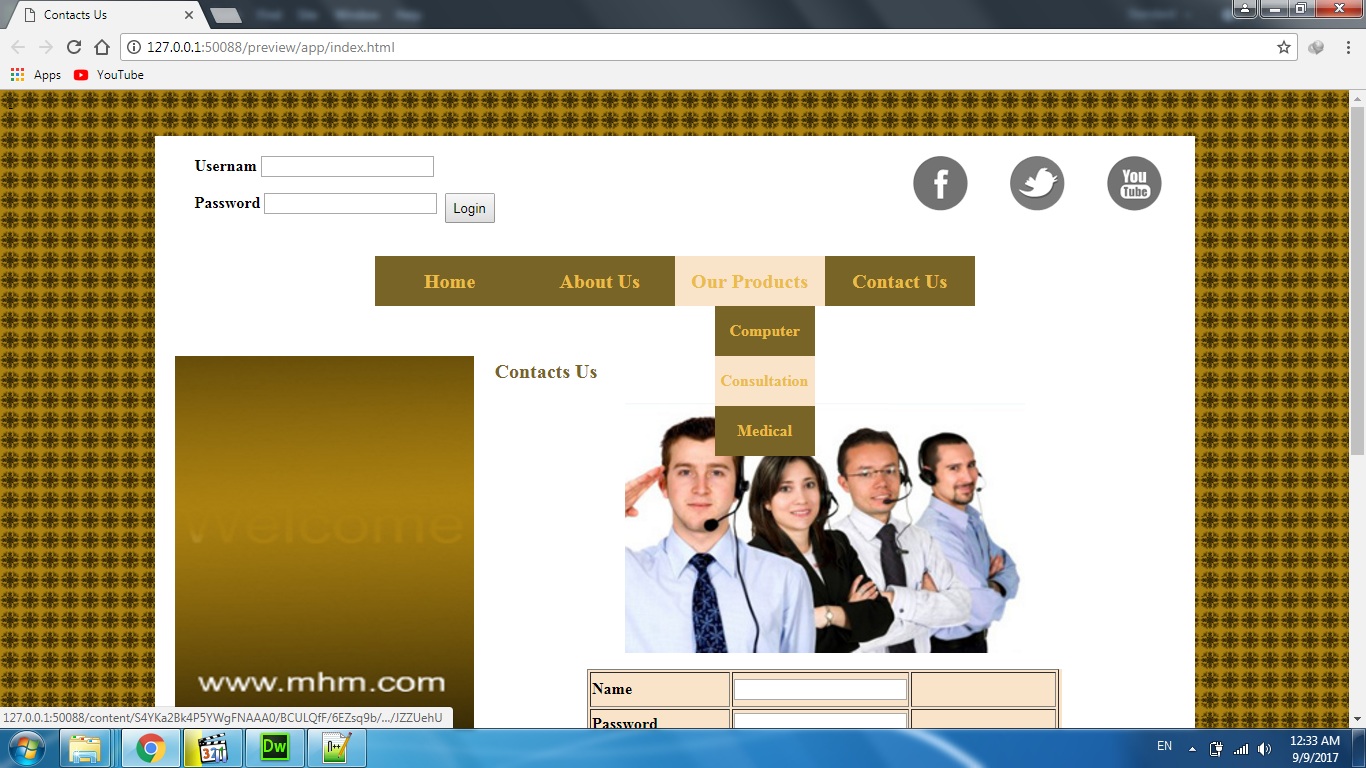 Contacts Us
127.0.0.1:50088/preview/app/index.html
Apps YouTube
Usernam
Password Login
f You Tube
Home About Us Our Products Contact Us
Computer
Contacts Us
Consultation
Medical
Welcome
www.mhm.com
Name
Password
127.0.0.1:50088/content/S4YKa2Bk4P5YWgFNAAA0/BCULQfF/6EZsq9b/.../JZZUehU
321 Dw EN 12:33 AM
9/9/2017